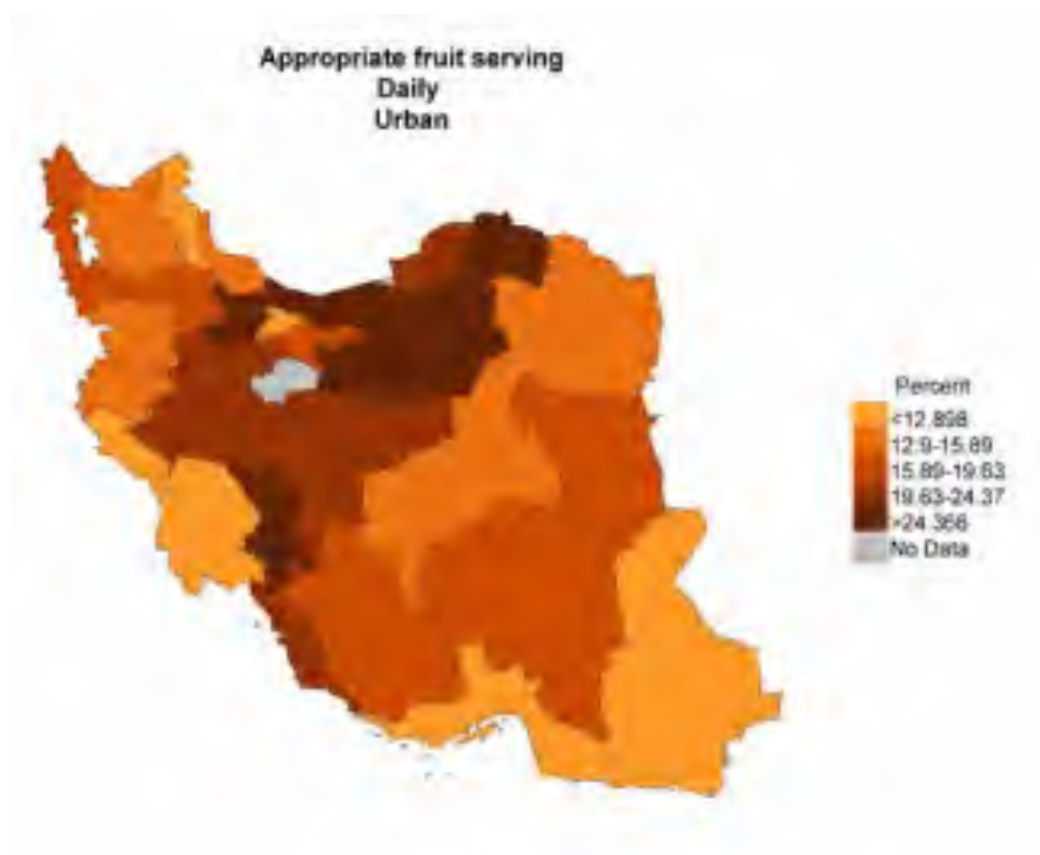 Appropriate fruit serving
Daily
Urban
Percent
<12.898
12.9-15.89
15.89-19.63
19.63-24.37
>24.366
No Data